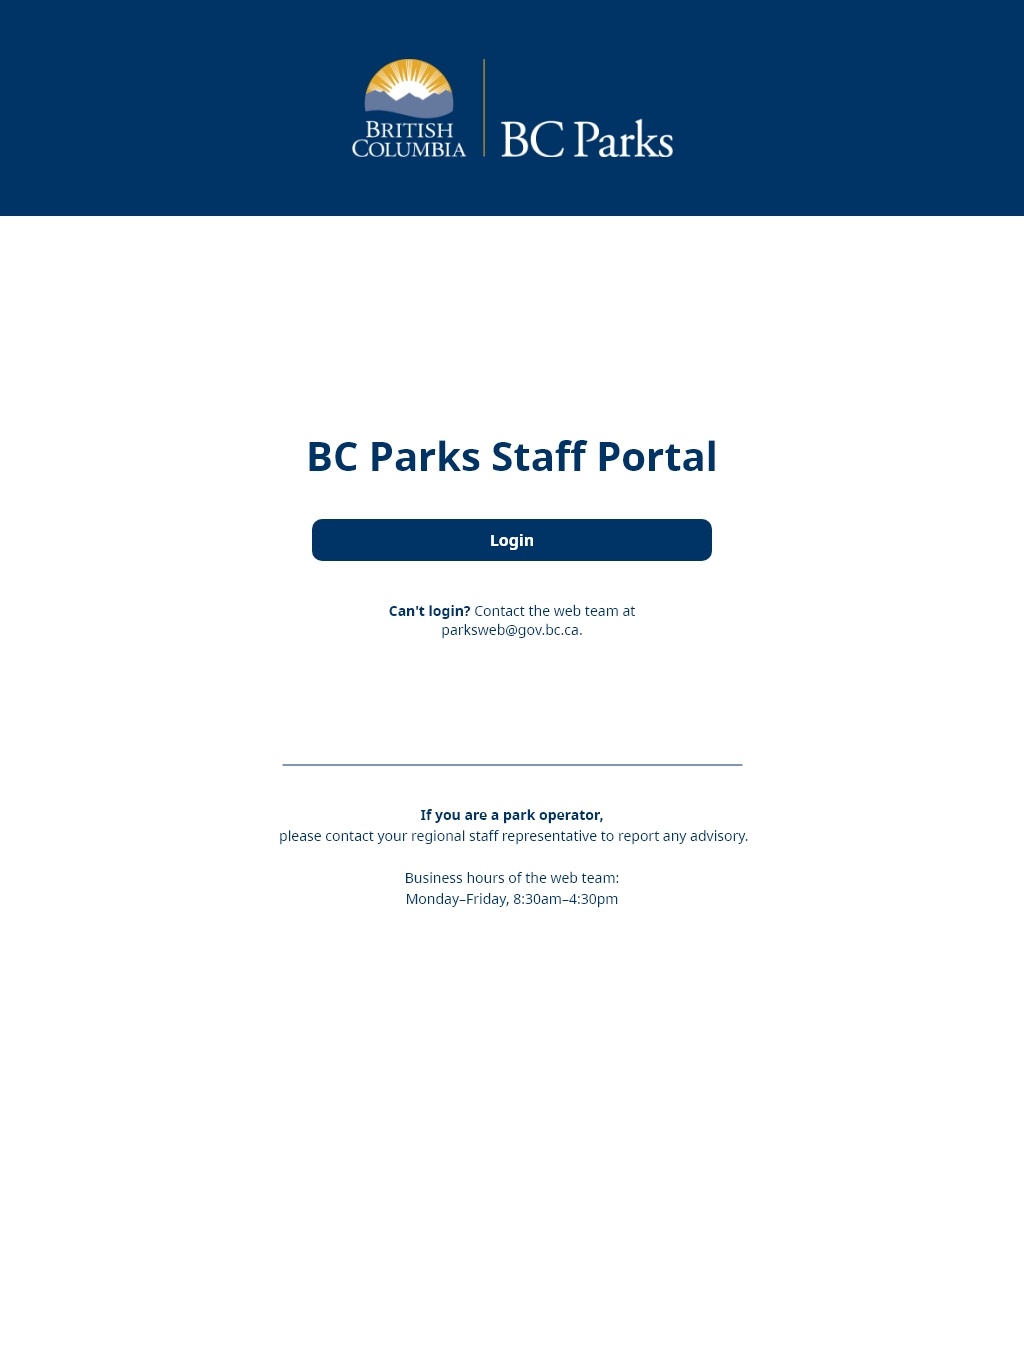 BRITISH
COLUMBIA
BC Parks
BC Parks Staff Portal
Login
Can't login? Contact the web team at
parksweb@gov.bc.ca.
If you are a park operator,
please contact your regional staff representative to report any advisory.
Business hours of the web team:
Monday–Friday, 8:30am–4:30pm